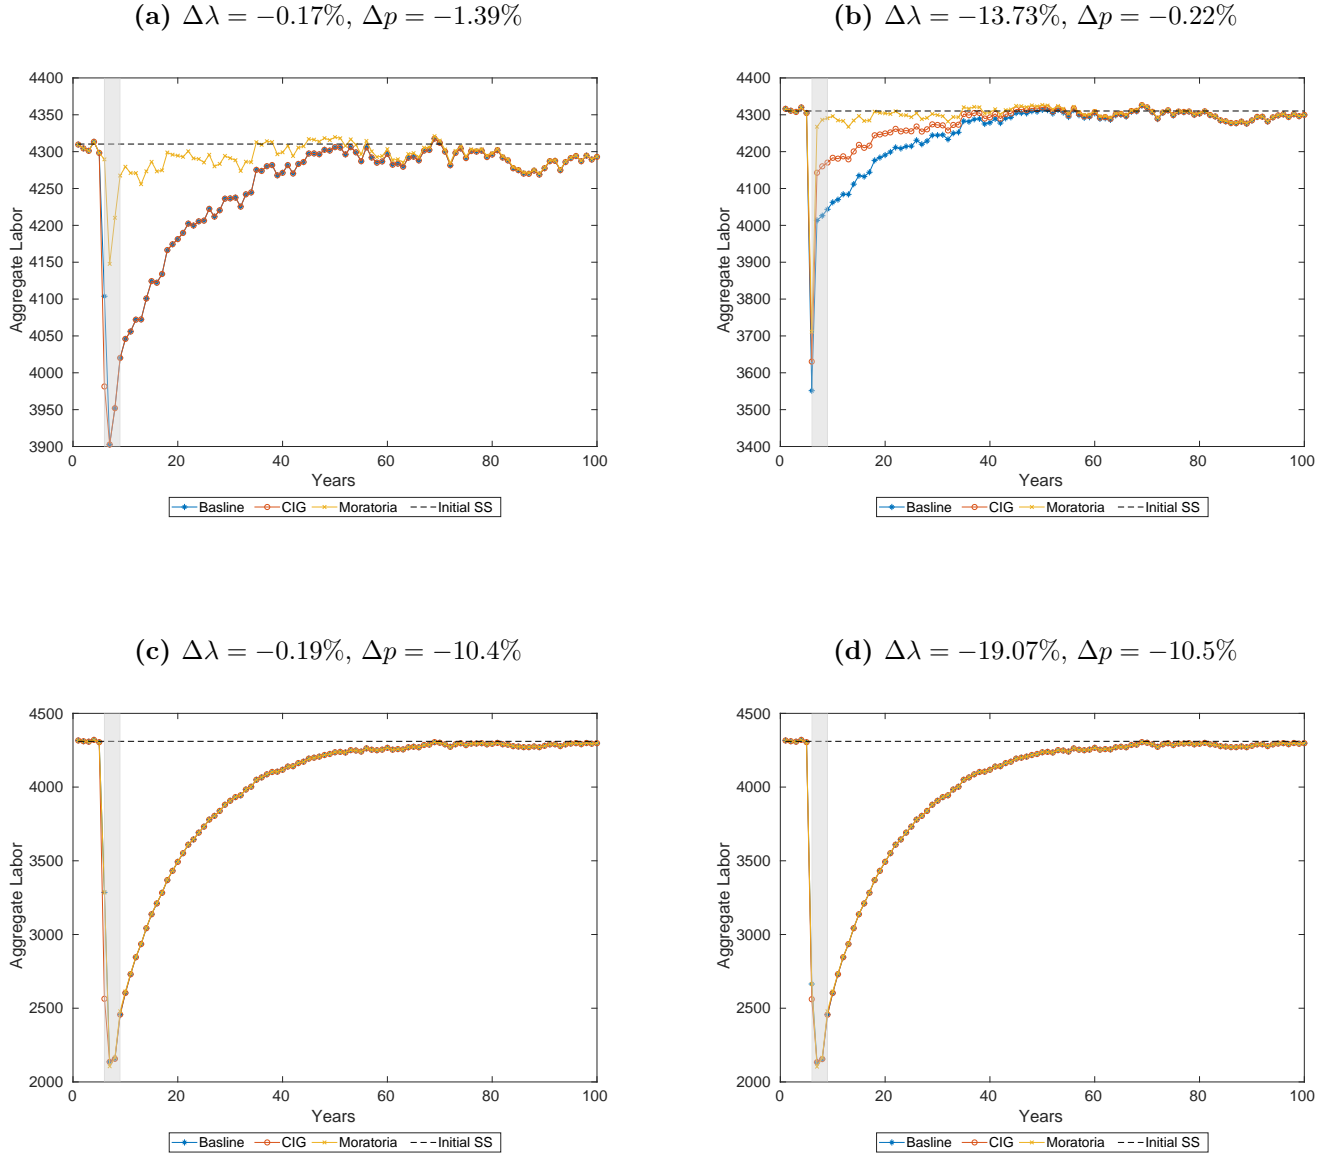 (a) Δλ = −0.17%, Δp = −1.39%
4400
4350
4300
4250
4200
4150
4100
4050
4000
3950
3900
Aggregate Labor
0 20 40 60 80 100
Years
Basline CIG Moratoria Initial SS
(b) Δλ = −13.73%, Δp = −0.22%
4400
4300
4200
4100
4000
3900
3800
3700
3600
3500
3400
Aggregate Labor
0 20 40 60 80 100
Years
Basline CIG Moratoria Initial SS
(c) Δλ = −0.19%, Δp = −10.4%
4500
4000
3500
3000
2500
2000
Aggregate Labor
0 20 40 60 80 100
Years
Basline CIG Moratoria Initial SS
(d) Δλ = −19.07%, Δp = −10.5%
4500
4000
3500
3000
2500
2000
Aggregate Labor
0 20 40 60 80 100
Years
Basline CIG Moratoria Initial SS